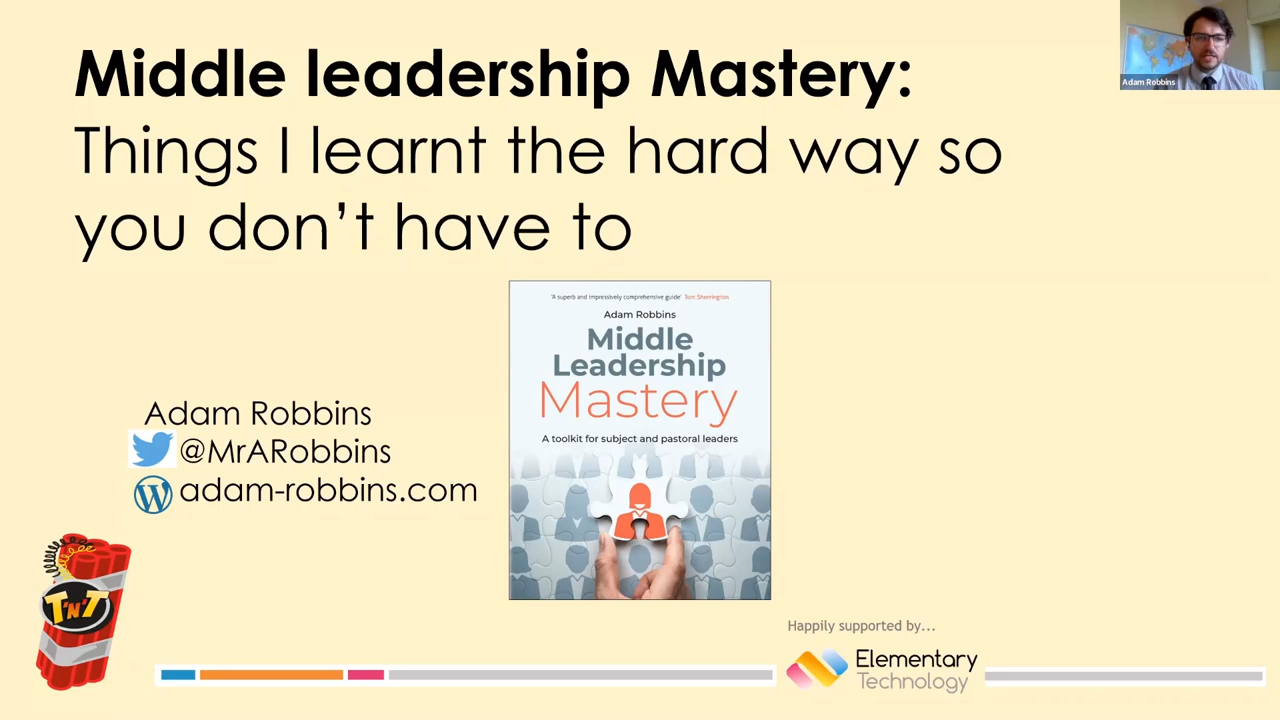 Middle leadership Mastery:
Things I learnt the hard way so
you don't have to
Adam Robbins
'A superb and impressively comprehensive guide' Tom Sherrington
Adam Robbins
Middle
Leadership
Mastery
A toolkit for subject and pastoral leaders
Adam Robbins
@MrARobbins
adam-robbins.com
T'N'T
Happily supported by...
Elementary
Technology